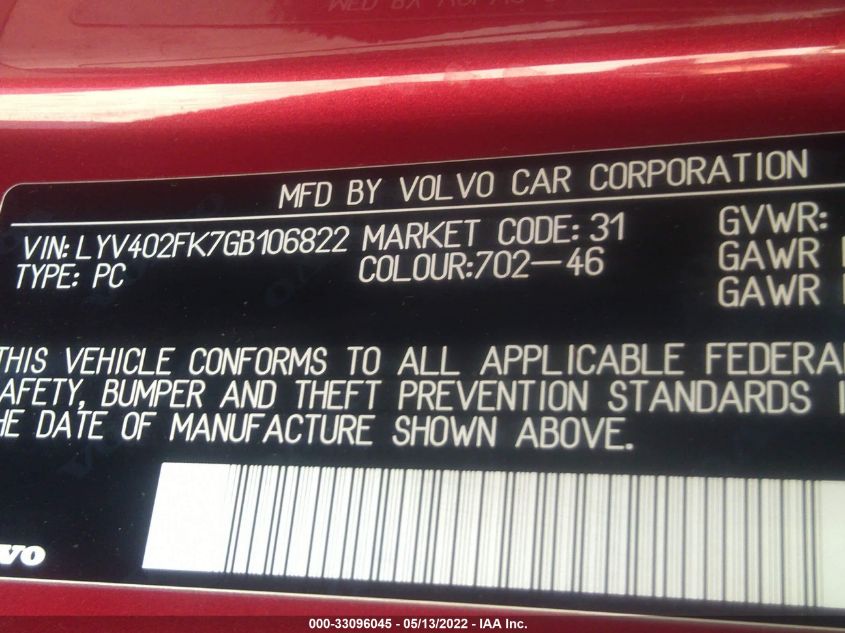 MFD BY VOLVO CAR CORPORATION
VIN: LYV402FK7GB106822 MARKET CODE: 31 GVWR:
TYPE: PC COLOUR:702-46 GAWR
GAWR
THIS VEHICLE CONFORMS TO ALL APPLICABLE FEDERAL
SAFETY, BUMPER AND THEFT PREVENTION STANDARDS I
HE DATE OF MANUFACTURE SHOWN ABOVE.
VO
000-33096045 - 05/13/2022 - IAA Inc.